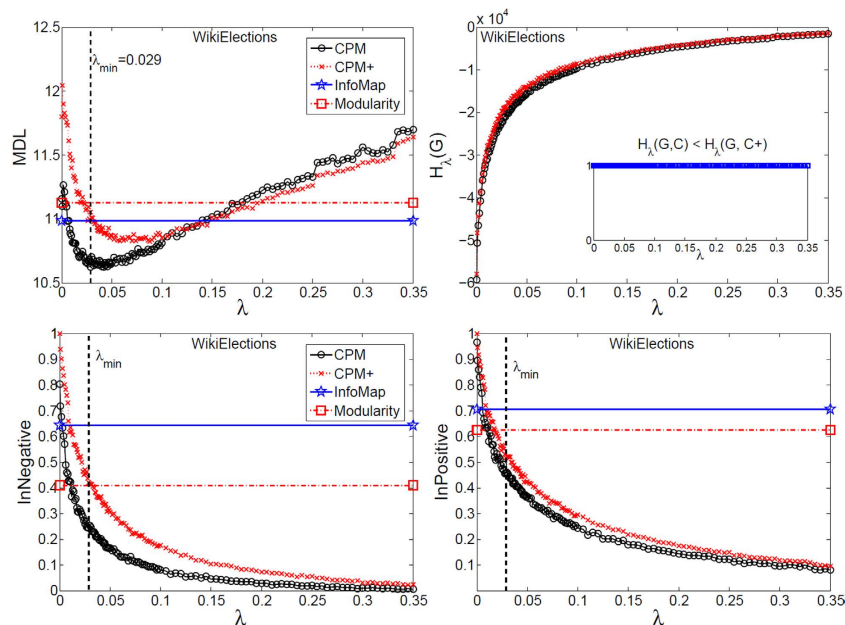 WikiElections
λmin=0.029
CPM
CPM+
InfoMap
Modularity
MDL
12.5
12
11.5
11
10.5
0 0.05 0.1 0.15 0.2 0.25 0.3 0.35
λ
x 10^4
WikiElections
Hλ(G)
0
-1
-2
-3
-4
-5
-6
Hλ(G,C) < Hλ(G, C+)
1
0
0 0.05 0.1 0.15 0.2 0.25 0.3 0.35
λ
0 0.05 0.1 0.15 0.2 0.25 0.3 0.35
λ
WikiElections
λmin
CPM
CPM+
InfoMap
Modularity
InNegative
1
0.9
0.8
0.7
0.6
0.5
0.4
0.3
0.2
0.1
0
0 0.05 0.1 0.15 0.2 0.25 0.3 0.35
λ
WikiElections
λmin
InPositive
1
0.9
0.8
0.7
0.6
0.5
0.4
0.3
0.2
0.1
0
0 0.05 0.1 0.15 0.2 0.25 0.3 0.35
λ